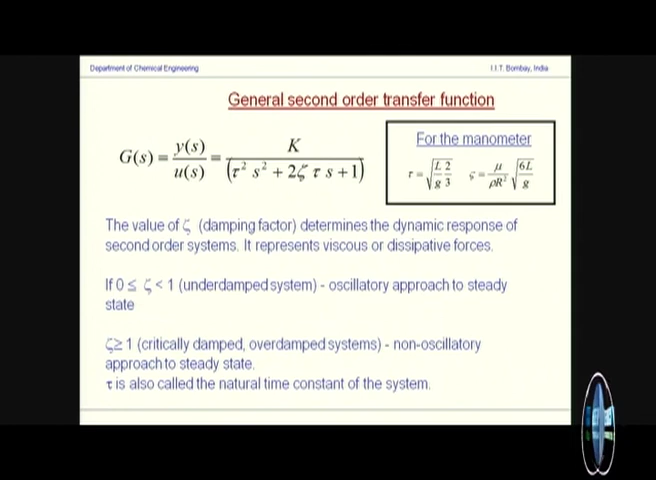 Department of Chemical Engineering
I.I.T. Bombay, India
General second order transfer function
G(s) = y(s)/u(s) = K/(τ² s² + 2ζ τ s + 1)
For the manometer
τ = √(L/g 2/3) ς = μ/ρR² √(6L/g)
The value of ζ (damping factor) determines the dynamic response of
second order systems. It represents viscous or dissipative forces.
If 0 ≤ ζ < 1 (underdamped system) - oscillatory approach to steady
state
ζ≥ 1 (critically damped, overdamped systems) - non-oscillatory
approach to steady state.
τ is also called the natural time constant of the system.